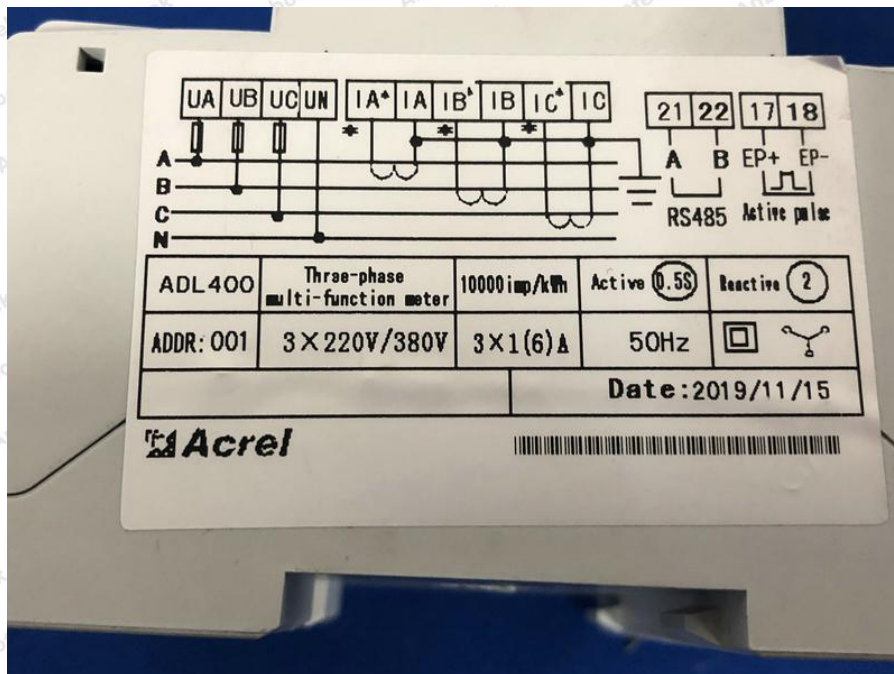 UA UB UC UN IA* IA IB* IB IC* IC
21 22 17 18
* * *
A
B
C
N
A B EP+ EP-
RS485 Active pulse
ADL400 Three-phase multi-function meter 10000imp/kWh Active 0.5S Reactive 2
ADDR: 001 3×220V/380V 3×1(6)A 50Hz
Date:2019/11/15
Acrel